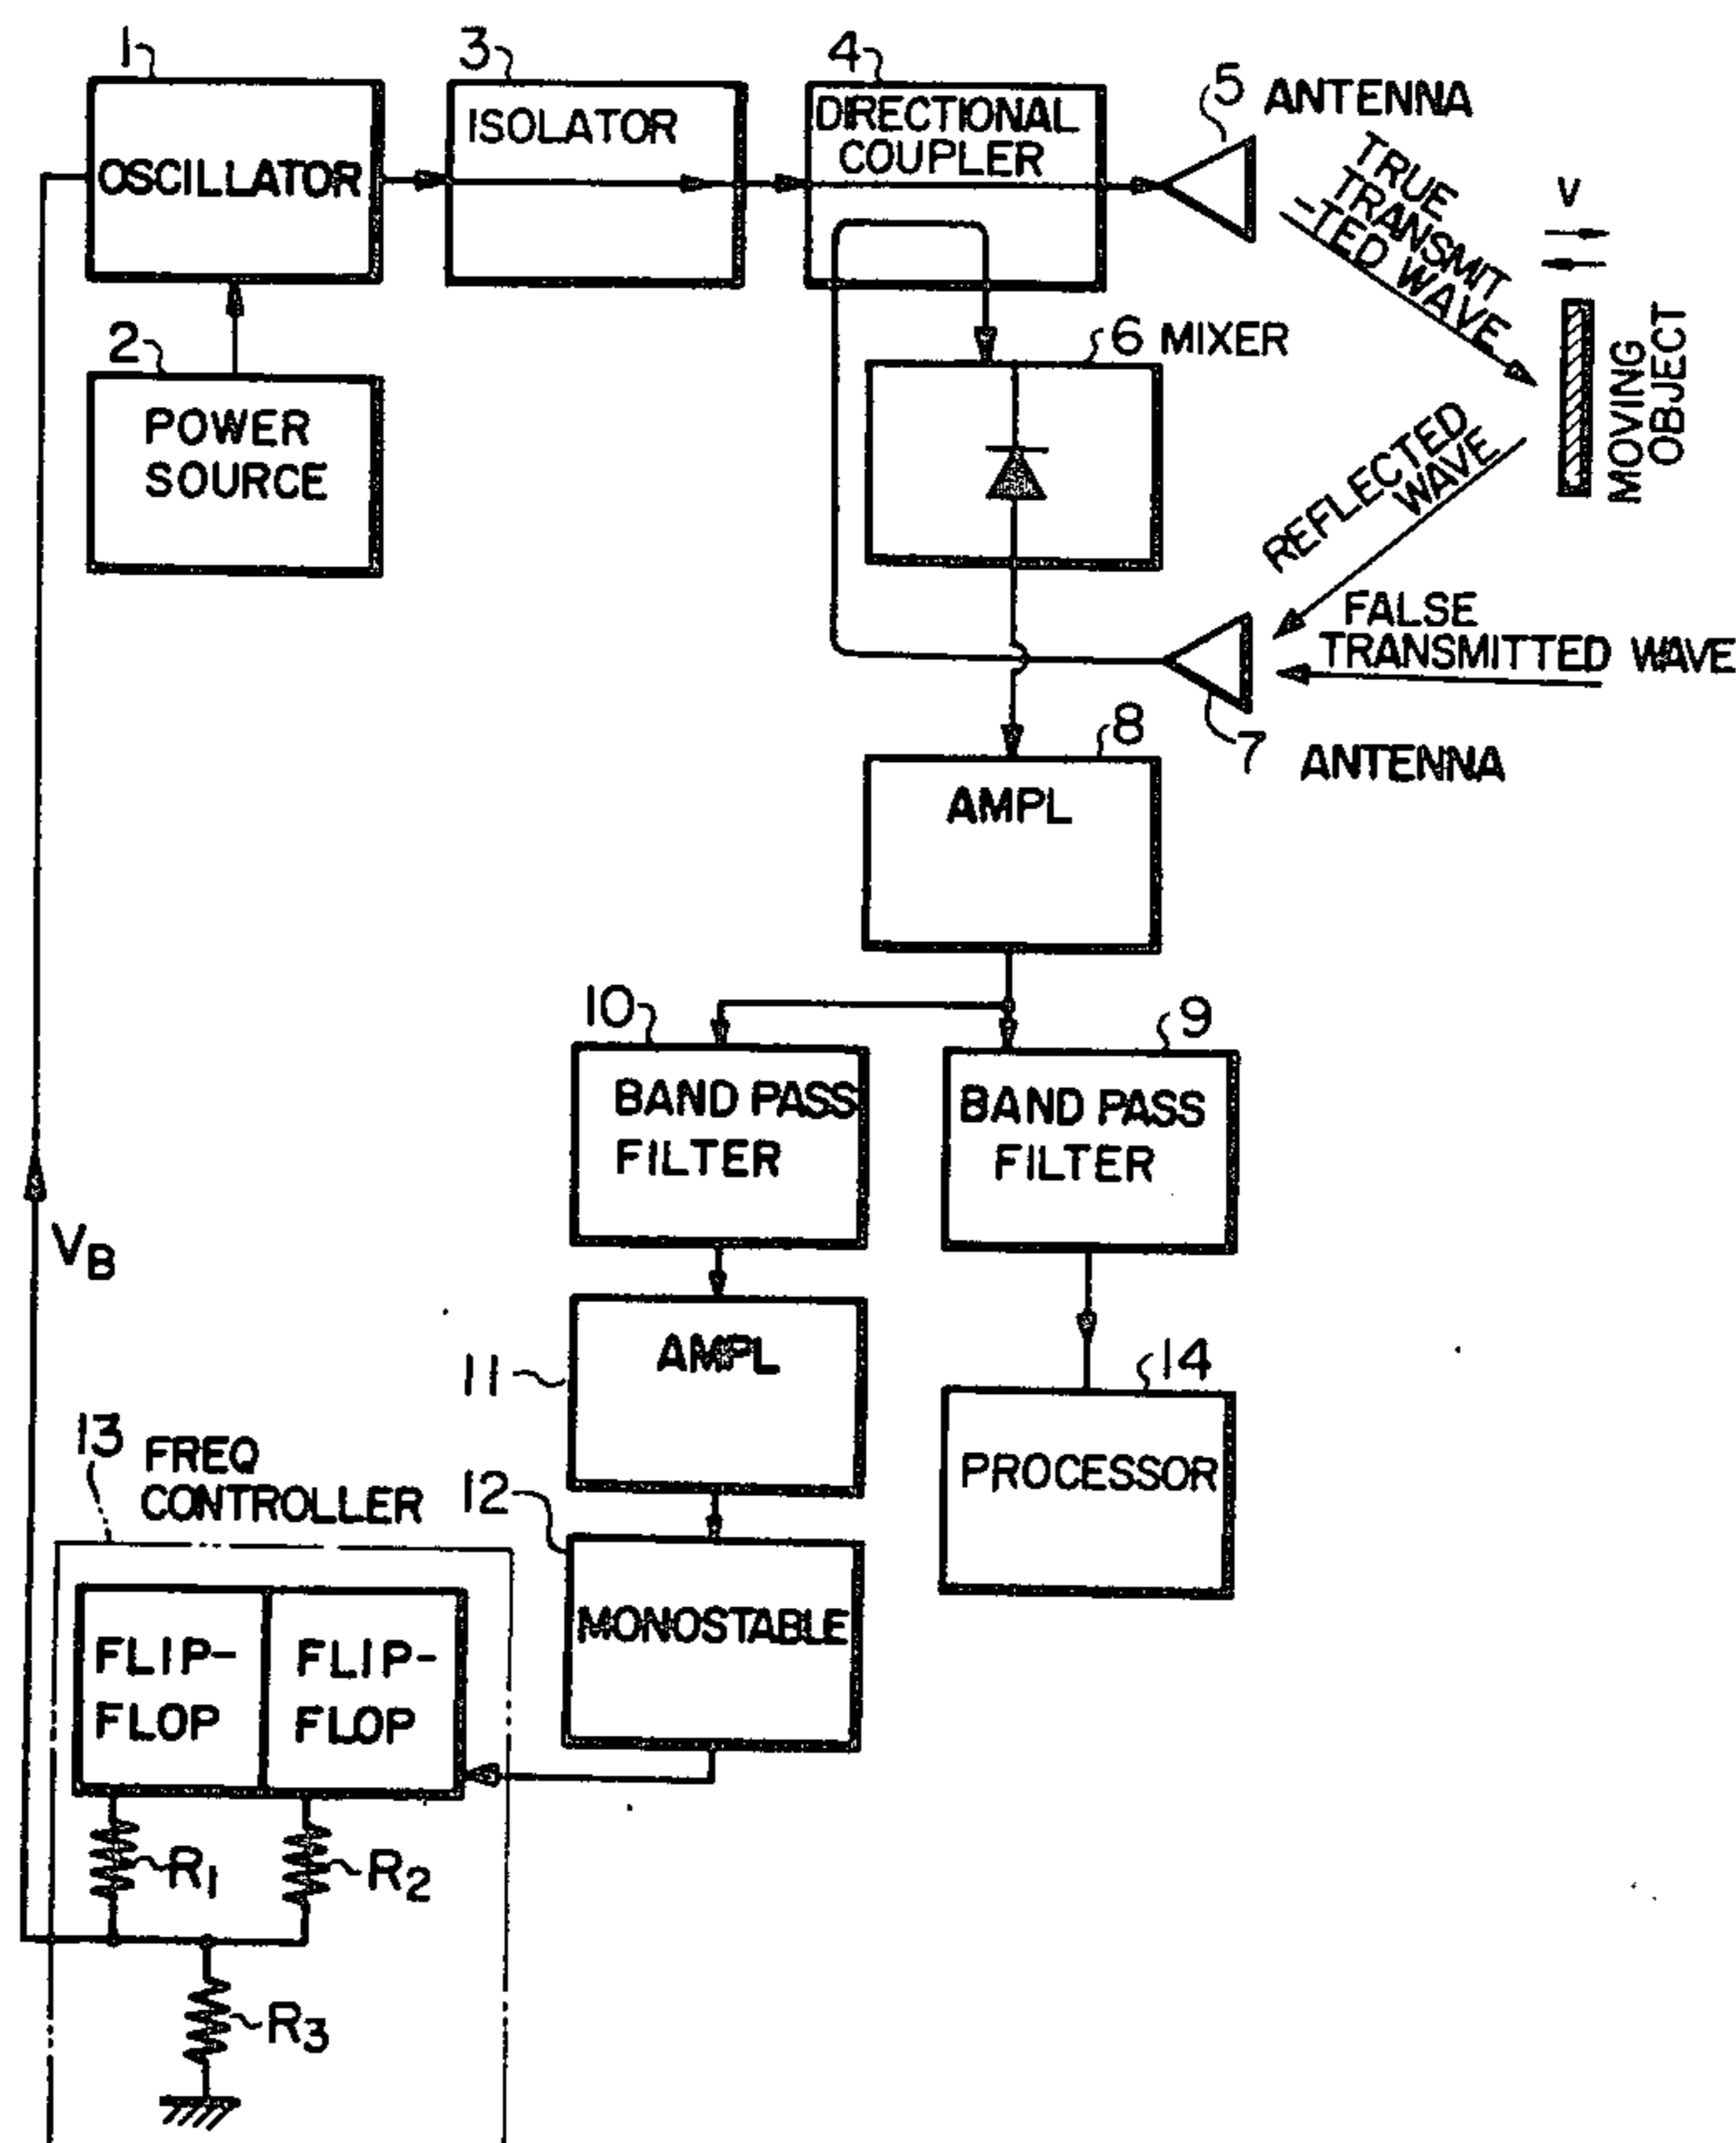 1
OSCILLATOR
3
ISOLATOR
4
DIRECTIONAL
COUPLER
5 ANTENNA
TRUE
TRANSMIT
-TED WAVE
V
MOVING
OBJECT
2
POWER
SOURCE
6 MIXER
REFLECTED
WAVE
FALSE
TRANSMITTED WAVE
7 ANTENNA
8
AMPL
10
BAND PASS
FILTER
9
BAND PASS
FILTER
VB
11
AMPL
14
PROCESSOR
13 FREQ
CONTROLLER
12
MONOSTABLE
FLIP-
FLOP
FLIP-
FLOP
R1
R2
R3